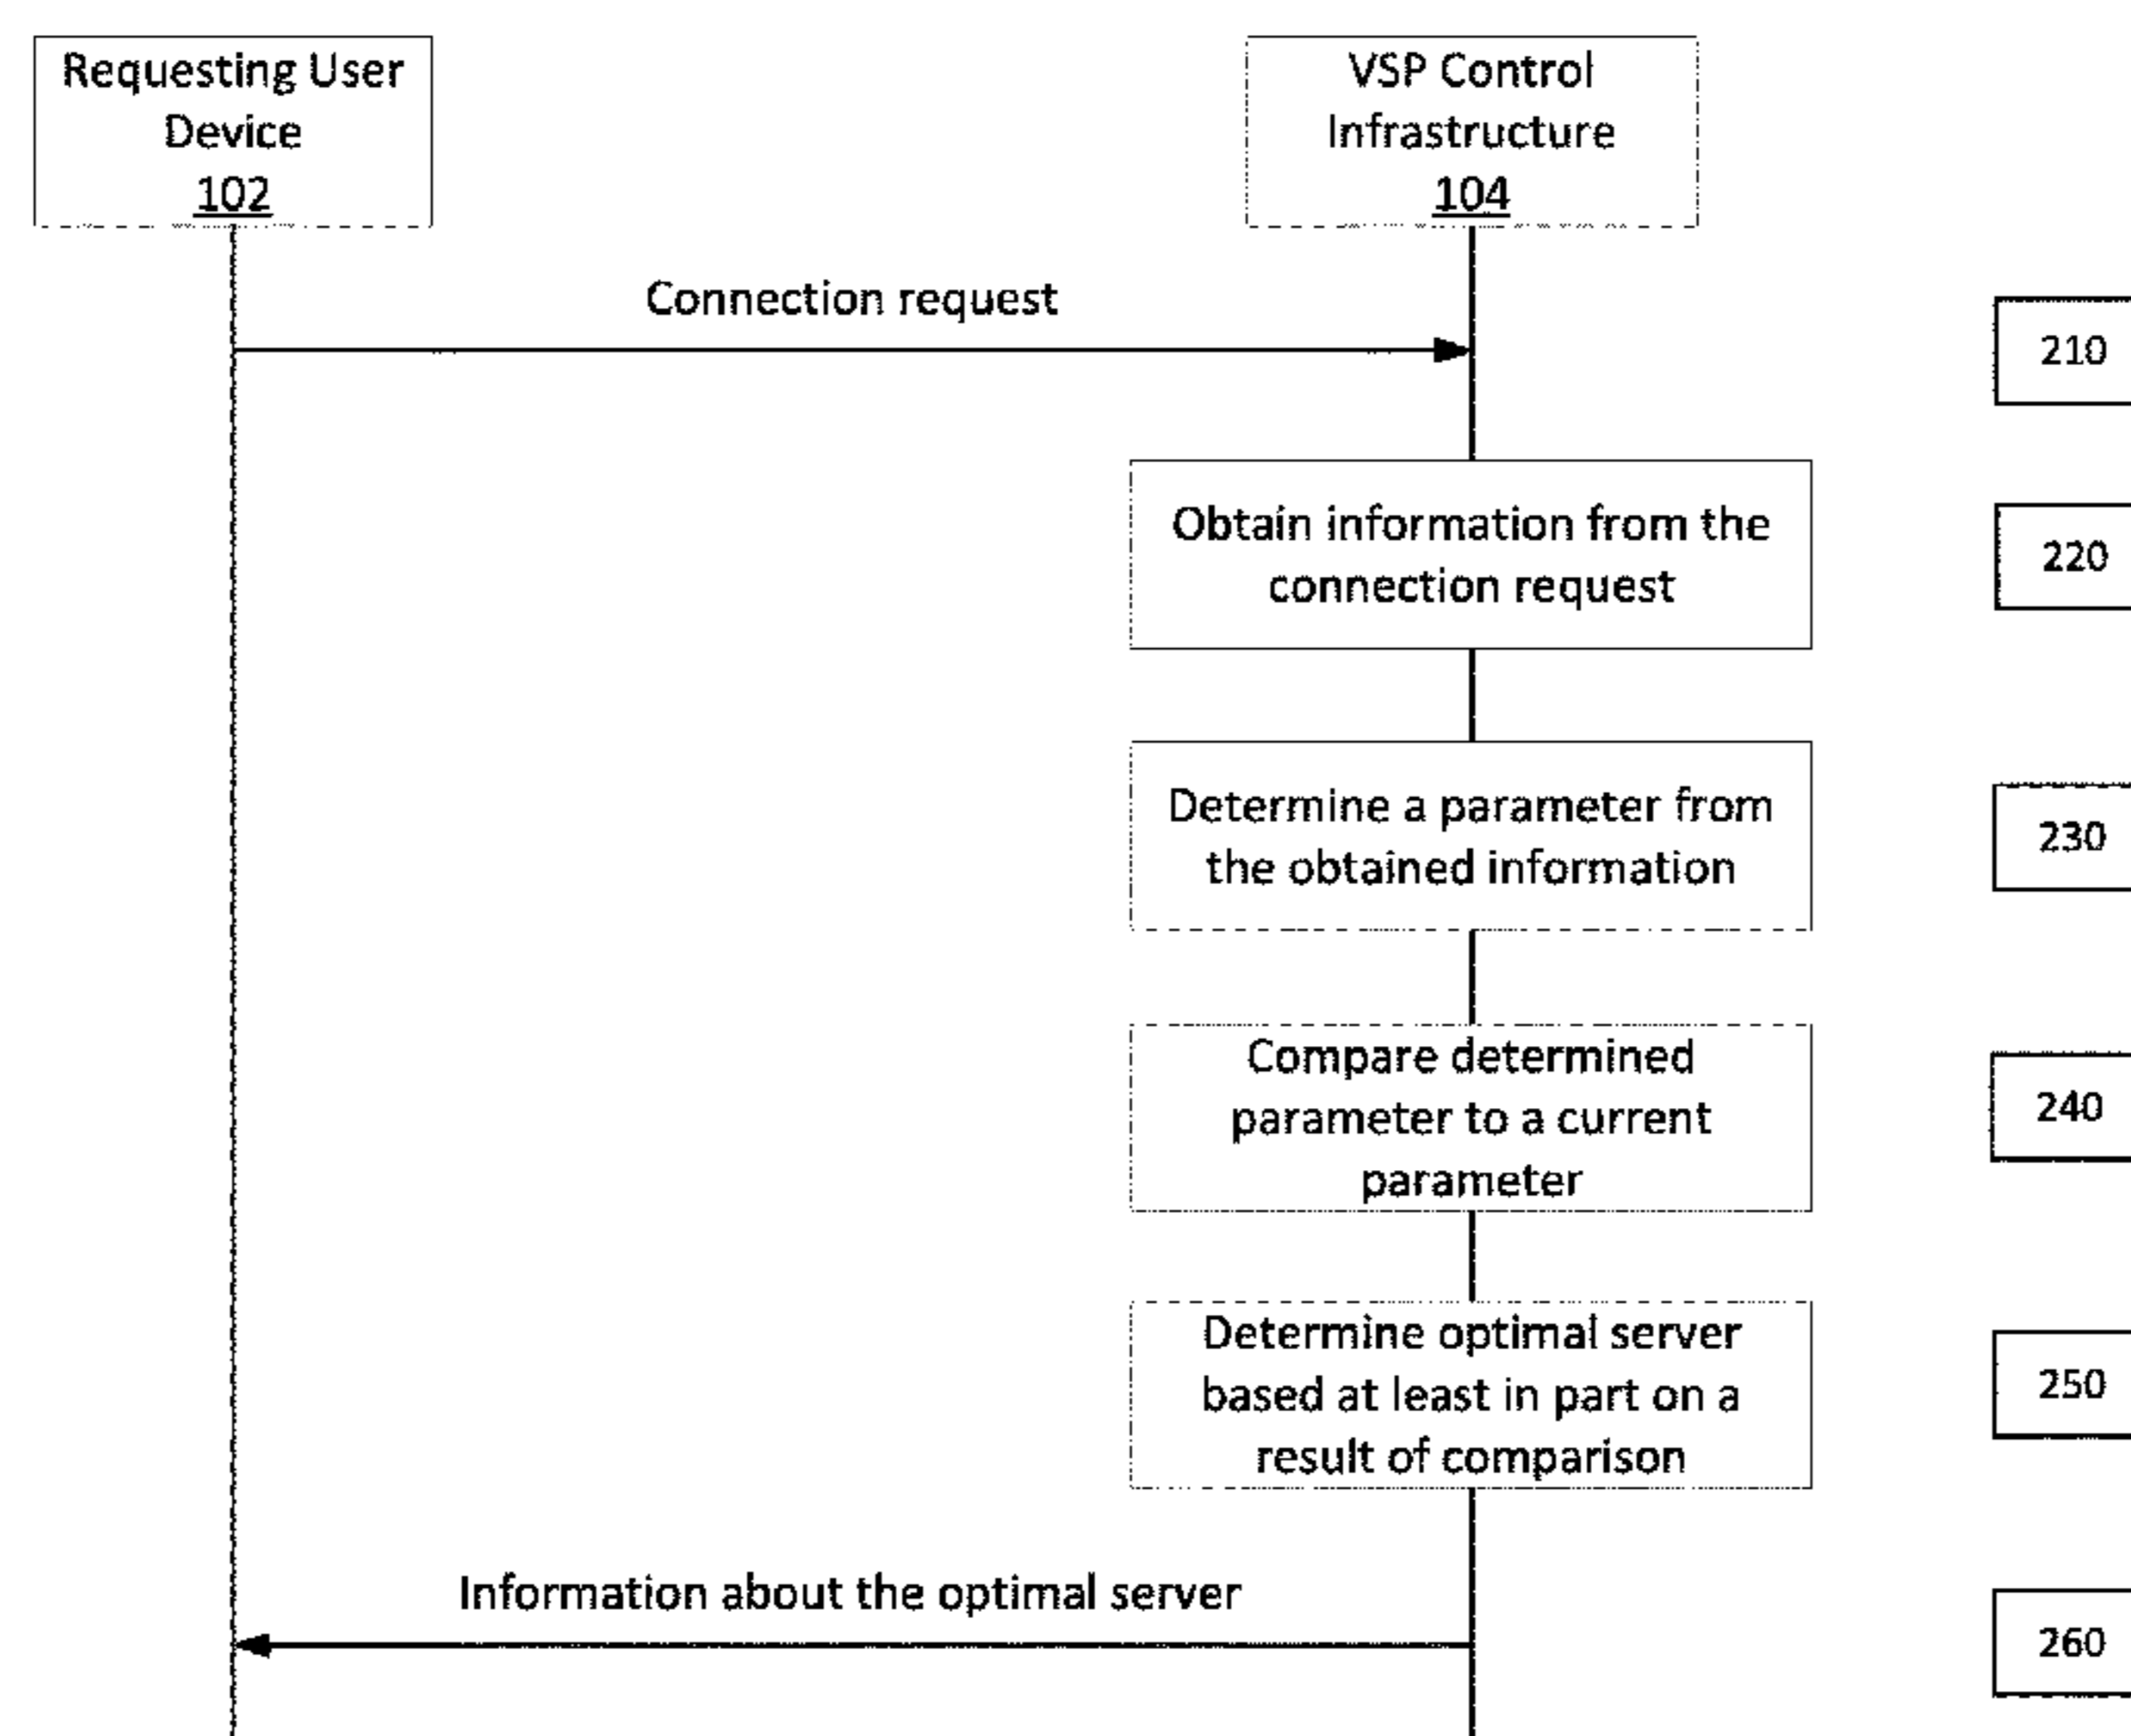 Requesting User
Device
102
VSP Control
Infrastructure
104
Connection request
210
Obtain information from the
connection request
220
Determine a parameter from
the obtained information
230
Compare determined
parameter to a current
parameter
240
Determine optimal server
based at least in part on a
result of comparison
250
Information about the optimal server
260